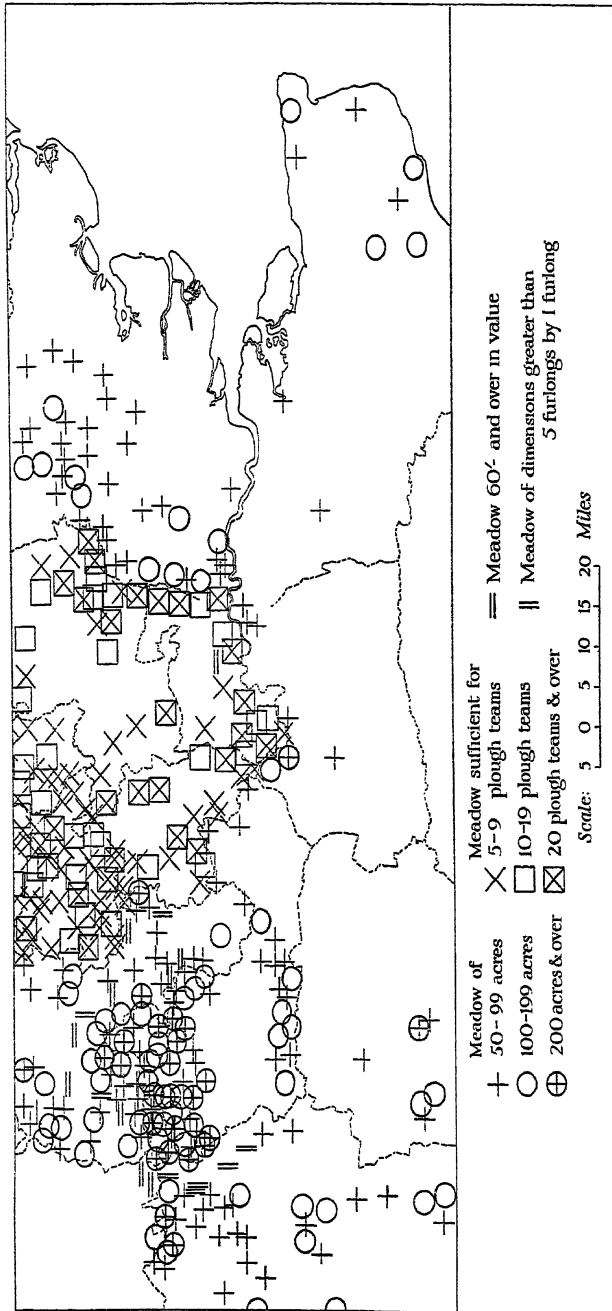 Meadow of
50-99 acres
100-199 acres
200 acres & over
Meadow sufficient for
5-9 plough teams
10-19 plough teams
20 plough teams & over
Meadow 60/- and over in value
Meadow of dimensions greater than
5 furlongs by 1 furlong
Scale: 5 0 5 10 15 20 Miles